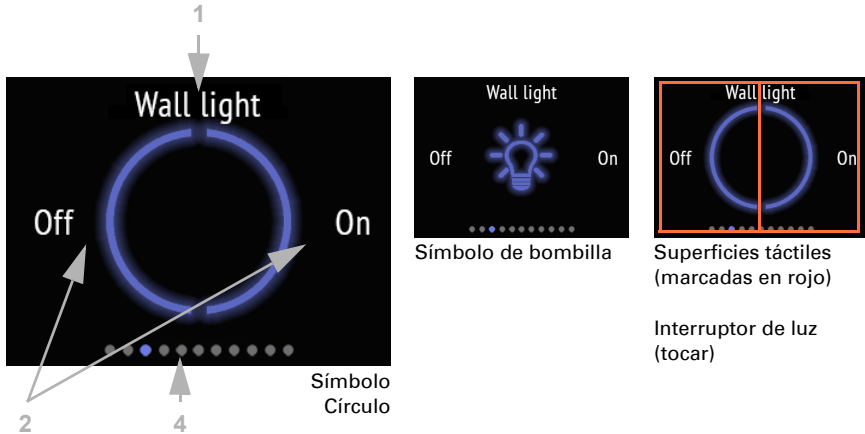 1
Wall light
Off
On
2
4
Símbolo
Círculo
Wall light
Off
On
Símbolo de bombilla
Wall light
Off
On
Superficies táctiles
(marcadas en rojo)
Interruptor de luz
(tocar)